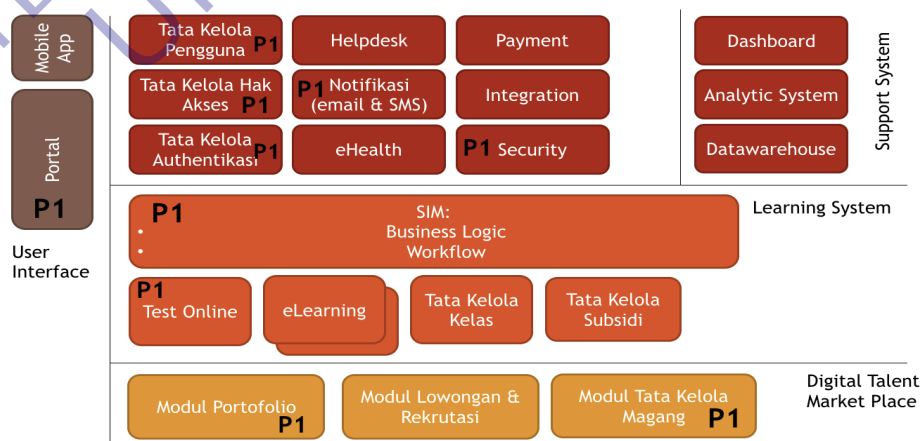 Mobile
App
Portal
P1
User
Interface
Tata Kelola
Pengguna P1
Helpdesk
Payment
Tata Kelola Hak
Akses P1
P1 Notifikasi
(email & SMS)
Integration
Tata Kelola
Authentikasi P1
eHealth
P1 Security
Dashboard
Analytic System
Datawarehouse
Support System
P1
SIM:
• Business Logic
• Workflow
Learning System
P1
Test Online
eLearning
Tata Kelola
Kelas
Tata Kelola
Subsidi
Modul Portofolio
P1
Modul Lowongan &
Rekrutasi
Modul Tata Kelola
Magang P1
Digital Talent
Market Place